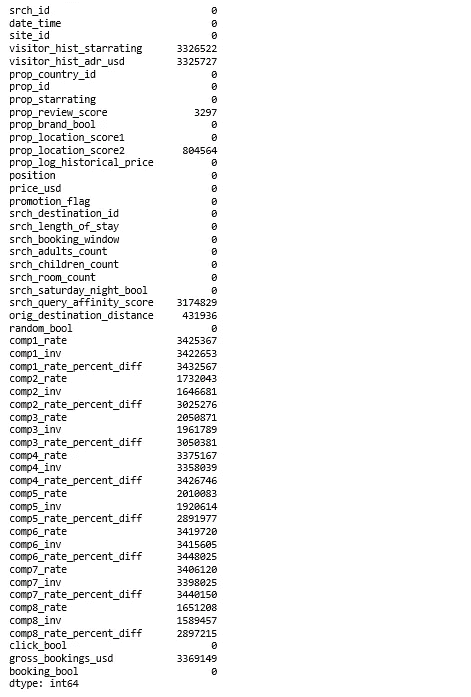 srch_id 0
date_time 0
site_id 0
visitor_hist_starrating 3326522
visitor_hist_adr_usd 3325727
prop_country_id 0
prop_id 0
prop_starrating 0
prop_review_score 3297
prop_brand_bool 0
prop_location_score1 0
prop_location_score2 804564
prop_log_historical_price 0
position 0
price_usd 0
promotion_flag 0
srch_destination_id 0
srch_length_of_stay 0
srch_booking_window 0
srch_adults_count 0
srch_children_count 0
srch_room_count 0
srch_saturday_night_bool 0
srch_query_affinity_score 3174829
orig_destination_distance 431936
random_bool 0
comp1_rate 3425367
comp1_inv 3422653
comp1_rate_percent_diff 3432567
comp2_rate 1732043
comp2_inv 1646681
comp2_rate_percent_diff 3025276
comp3_rate 2050871
comp3_inv 1961789
comp3_rate_percent_diff 3050381
comp4_rate 3375167
comp4_inv 3358039
comp4_rate_percent_diff 3426746
comp5_rate 2010083
comp5_inv 1920614
comp5_rate_percent_diff 2891977
comp6_rate 3419720
comp6_inv 3415605
comp6_rate_percent_diff 3448025
comp7_rate 3406120
comp7_inv 3398025
comp7_rate_percent_diff 3440150
comp8_rate 1651208
comp8_inv 1589457
comp8_rate_percent_diff 2897215
click_bool 0
gross_bookings_usd 3369149
booking_bool 0
dtype: int64